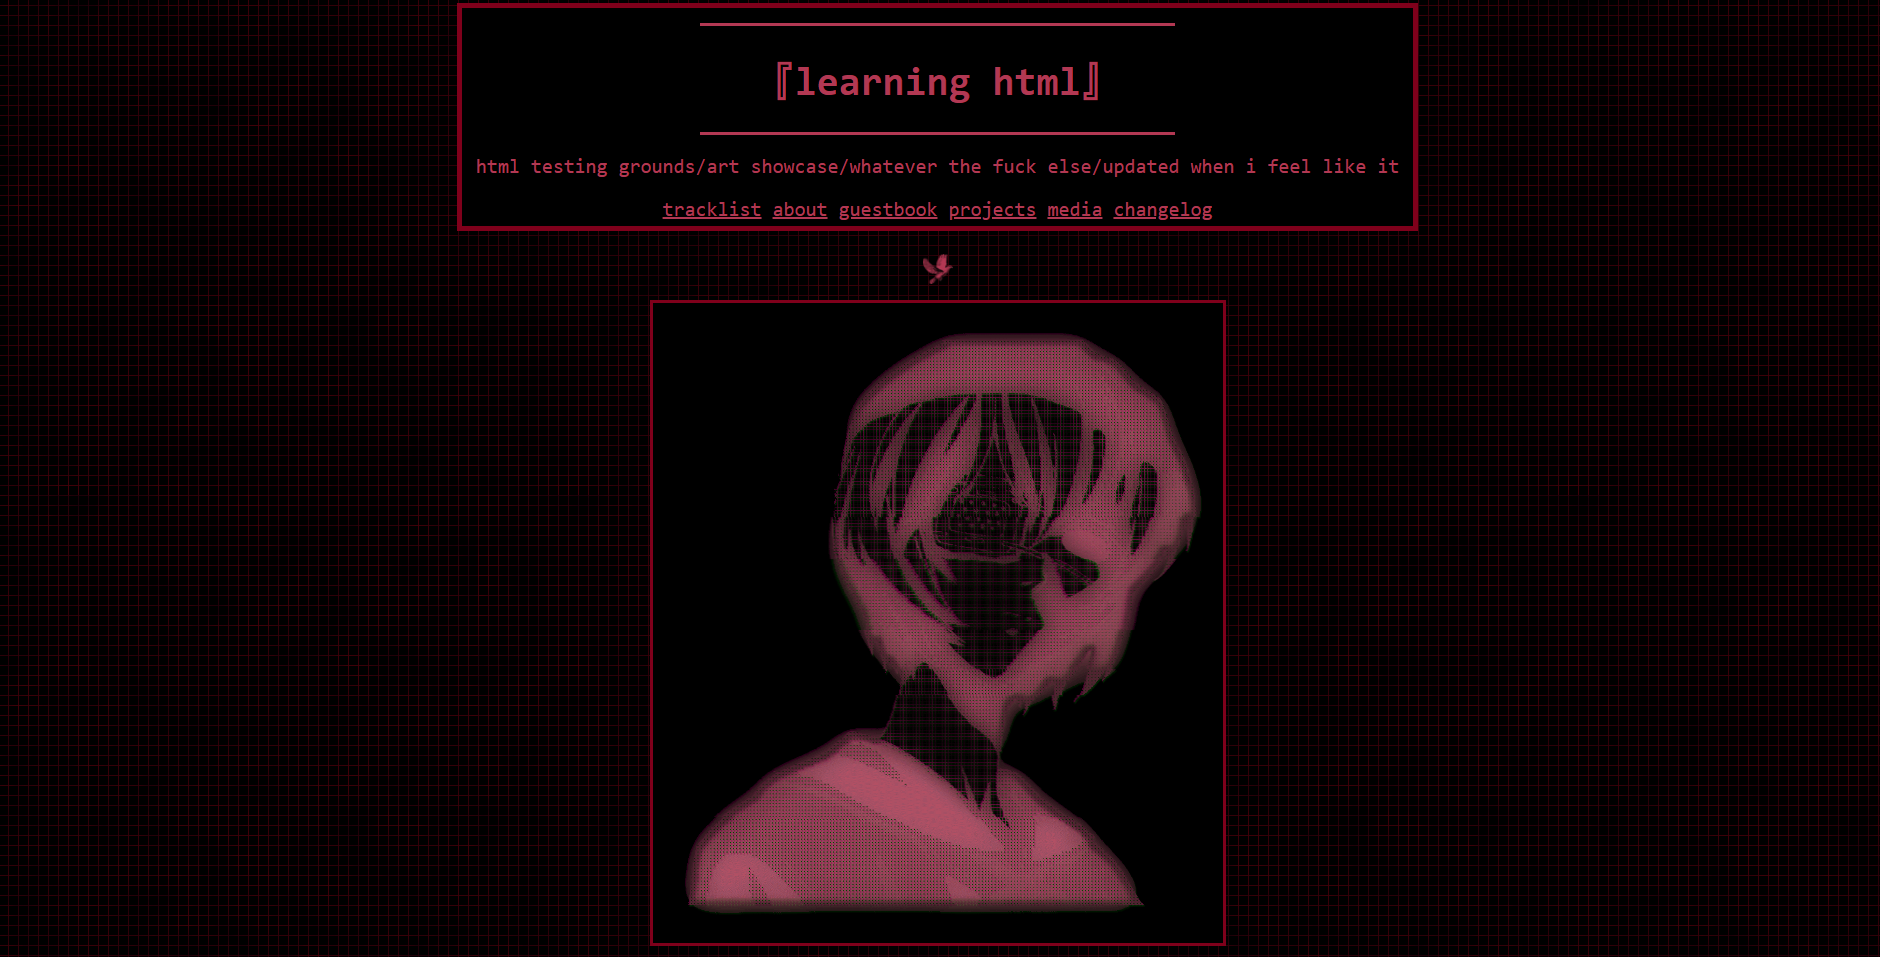 『learning html』
html testing grounds/art showcase/whatever the fuck else/updated when i feel like it
tracklist about guestbook projects media changelog